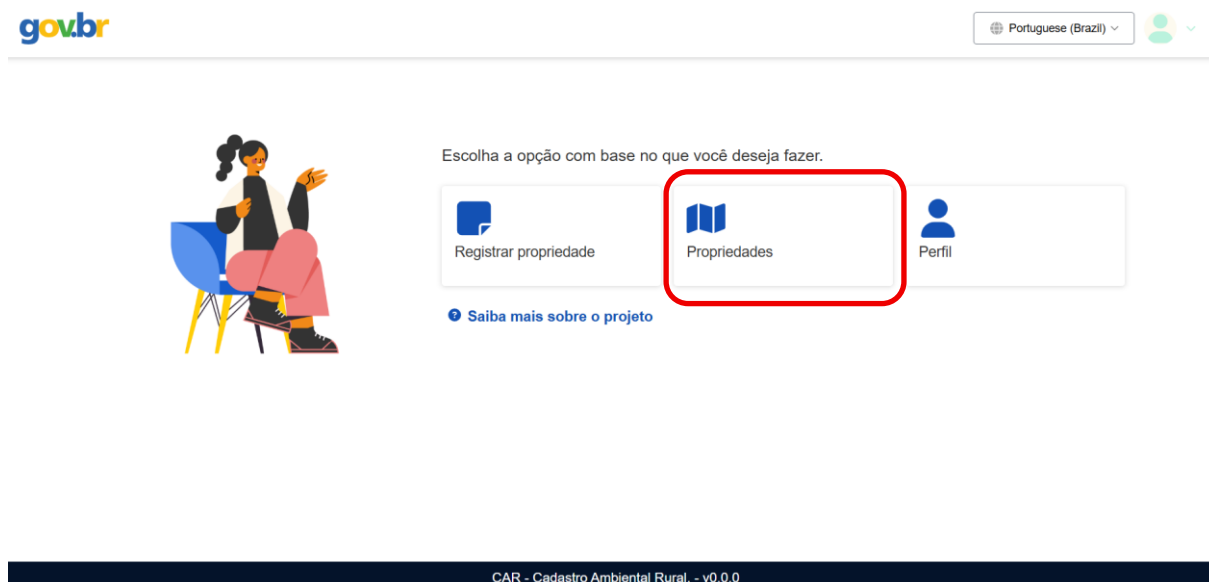 gov.br
Portuguese (Brazil)
Escolha a opção com base no que você deseja fazer.
Registrar propriedade
Propriedades
Perfil
Saiba mais sobre o projeto
CAR - Cadastro Ambiental Rural. - v0.0.0